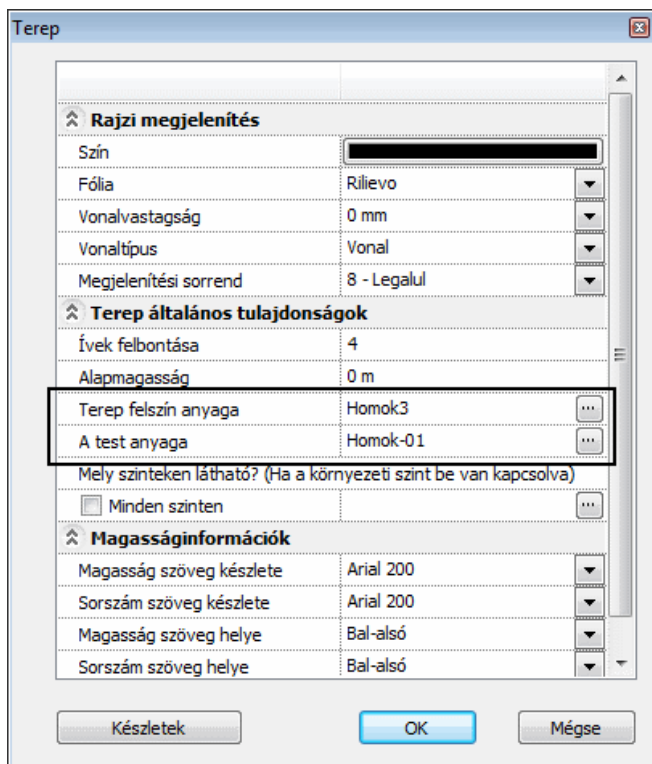 Terep
Rajzi megjelenítés
Szín
Fólia Rilievo
Vonalvastagság 0 mm
Vonaltípus Vonal
Megjelenítési sorrend 8 - Legalul
Terep általános tulajdonságok
Ívek felbontása 4
Alapmagasság 0 m
Terep felszín anyaga Homok3 ...
A test anyaga Homok-01 ...
Mely szinteken látható? (Ha a környezeti szint be van kapcsolva)
Minden szinten ...
Magasságinformációk
Magasság szöveg készlete Arial 200
Sorszám szöveg készlete Arial 200
Magasság szöveg helye Bal-alsó
Sorszám szöveg helye Bal-alsó
Készletek OK Mégse